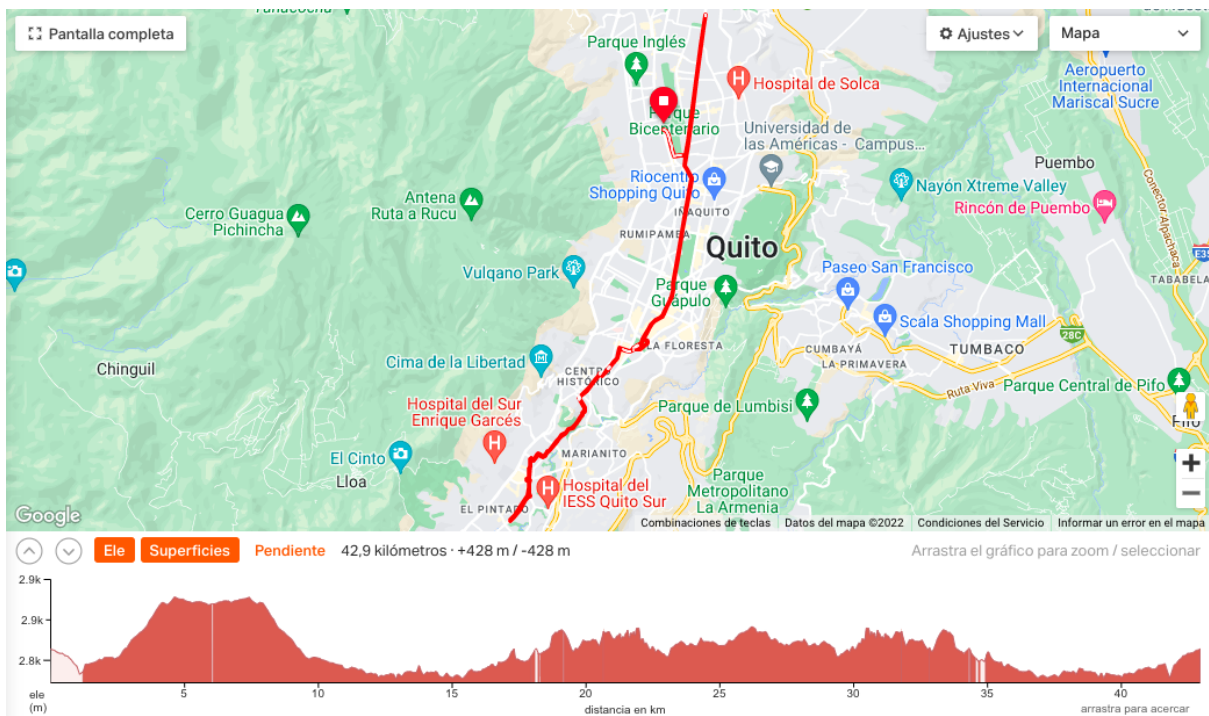 Pantalla completa
Ajustes
Mapa
Parque Inglés
Hospital de Solca
Aeropuerto
Internacional
Mariscal Sucre
Parque
Bicentenario
Universidad de
las Américas - Campus...
Puembo
Conector Alpachaca
Riocentro
Shopping Quito
Nayón Xtreme Valley
Rincón de Puembo
Antena
Ruta a Rucu
Cerro Guagua
Pichincha
IÑAQUITO
RUMIPAMBA
Quito
E35
Vulqano Park
Paseo San Francisco
TABABELA
Parque
Guápulo
Scala Shopping Mall
28C
LA FLORESTA
CUMBAYÁ
TUMBACO
Cima de la Libertad
LA PRIMAVERA
Chinguil
CENTRO
HISTÓRICO
Ruta Viva
Parque Central de Pifo
Hospital del Sur
Enrique Garcés
Parque de Lumbisi
Pifo
El Cinto
MARIANITO
Lloa
Hospital del
IESS Quito Sur
Parque
Metropolitano
La Armenia
EL PINTADO
Google
Combinaciones de teclas
Datos del mapa ©2022
Condiciones del Servicio
Informar un error en el mapa
Ele
Superficies
Pendiente
42,9 kilómetros · +428 m / -428 m
Arrastra el gráfico para zoom / seleccionar
2.9k
2.9k
2.8k
ele
(m)
5 10 15 20 25 30 35 40
distancia en km
arrastra para acercar